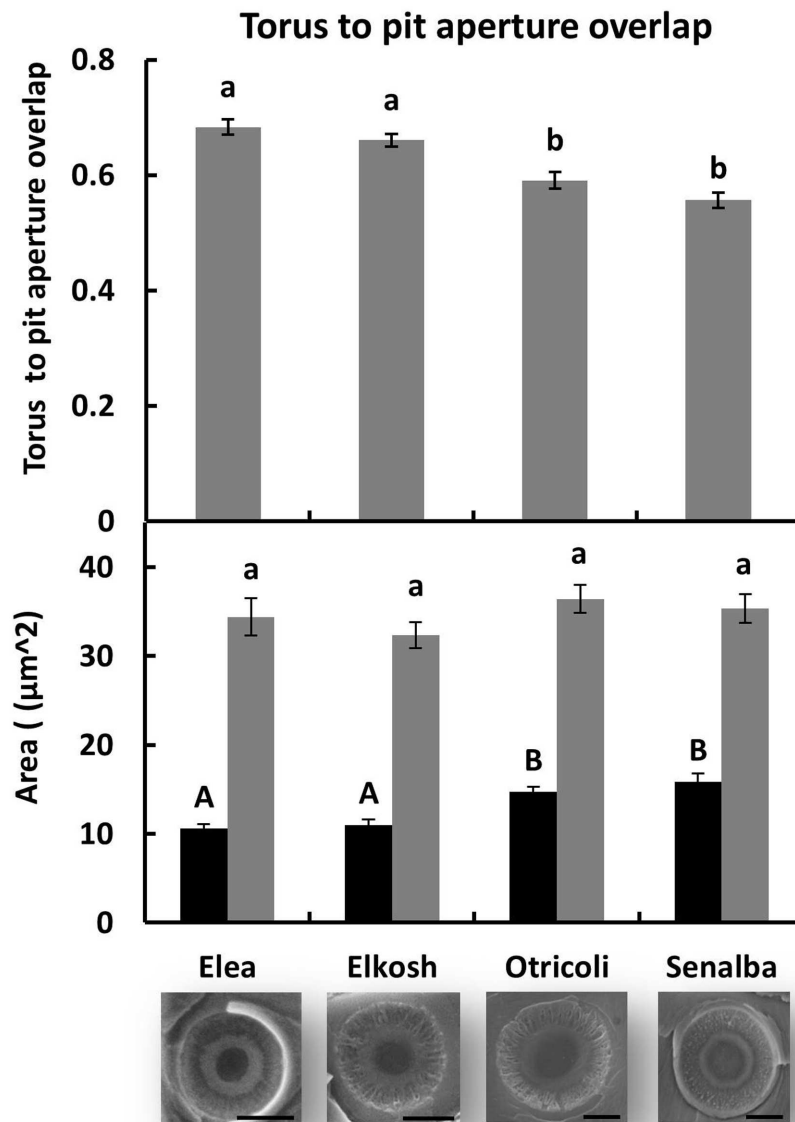 Torus to pit aperture overlap
Torus to pit aperture overlap
0.8
0.6
0.4
0.2
0
a
a
b
b
Area ( (µm^2)
40
30
20
10
0
A
a
A
a
B
a
B
a
Elea
Elkosh
Otricoli
Senalba